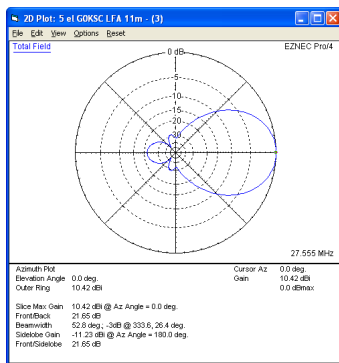 2D Plot: 5 el G0KSC LFA 11m - (3)
File Edit View Options Reset
Total Field
EZNEC Pro/4
0 dB
-5
-10
-15
-20
-30
27.555 MHz
Azimuth Plot
Elevation Angle 0.0 deg.
Outer Ring 10.42 dBi
Cursor Az 0.0 deg.
Gain 10.42 dBi
0.0 dBmax
Slice Max Gain 10.42 dBi @ Az Angle = 0.0 deg.
Front/Back 21.65 dB
Beamwidth 52.8 deg.; -3dB @ 333.6, 26.4 deg.
Sidelobe Gain -11.23 dBi @ Az Angle = 180.0 deg.
Front/Sidelobe 21.65 dB